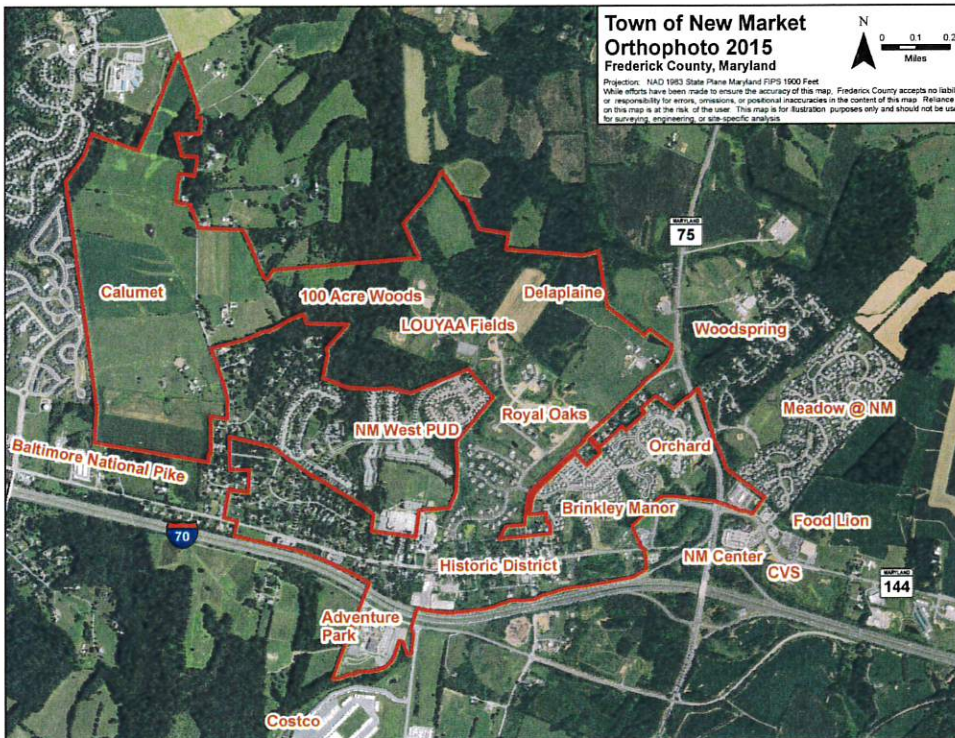 Town of New Market
Orthophoto 2015
Frederick County, Maryland
N
0 0.1 0.2
Miles
Projection: NAD 1983 State Plane Maryland FIPS 1900 Feet
While efforts have been made to ensure the accuracy of this map, Frederick County accepts no liabil
or responsibility for errors, omissions, or positional inaccuracies in the content of this map. Reliance
on this map is at the risk of the user. This map is for illustration purposes only and should not be use
for surveying, engineering, or site-specific analysis
MARYLAND
75
Calumet
100 Acre Woods
Delaplaine
LOUYAA Fields
Woodspring
Meadow @ NM
Royal Oaks
NM West PUD
Orchard
Baltimore National Pike
Brinkley Manor
Food Lion
70
Historic District
NM Center
CVS
MARYLAND
144
Adventure
Park
Costco